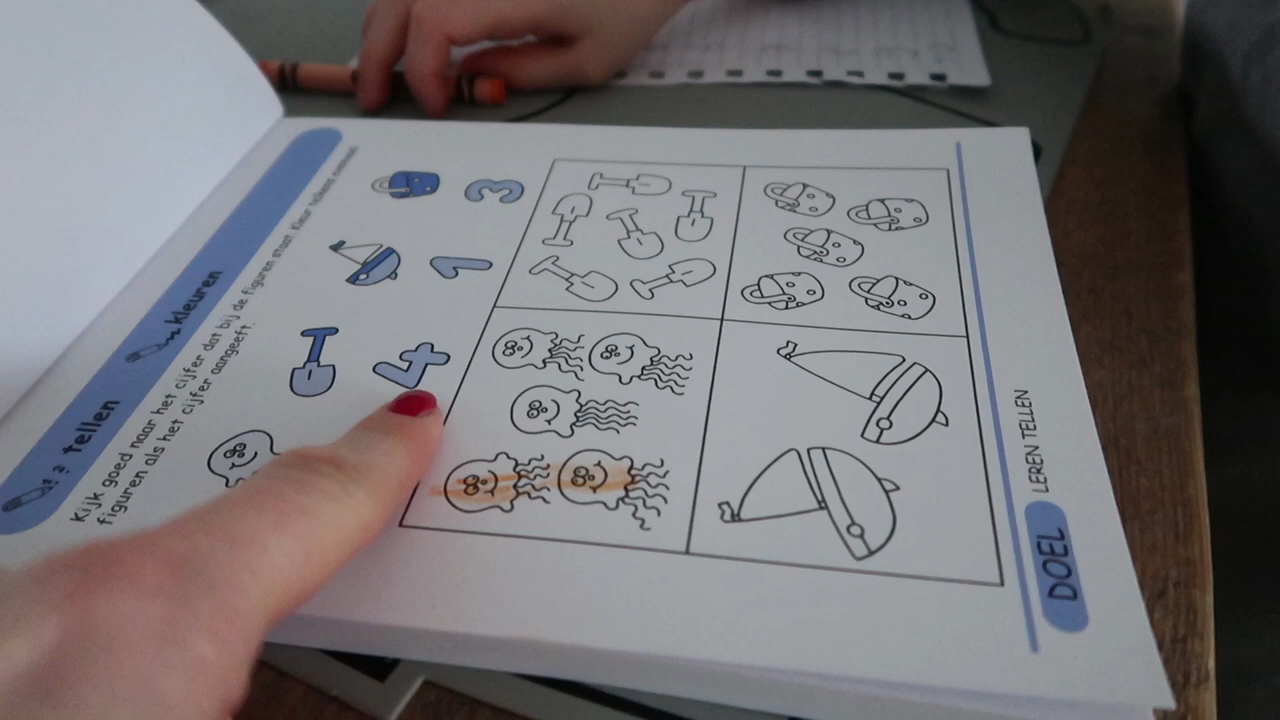 tellen kleuren
Kijk goed naar het cijfer dat bij de figuren staat. Kleur telkens evenveel
figuren als het cijfer aangeeft.
3
1
4
DOEL LEREN TELLEN